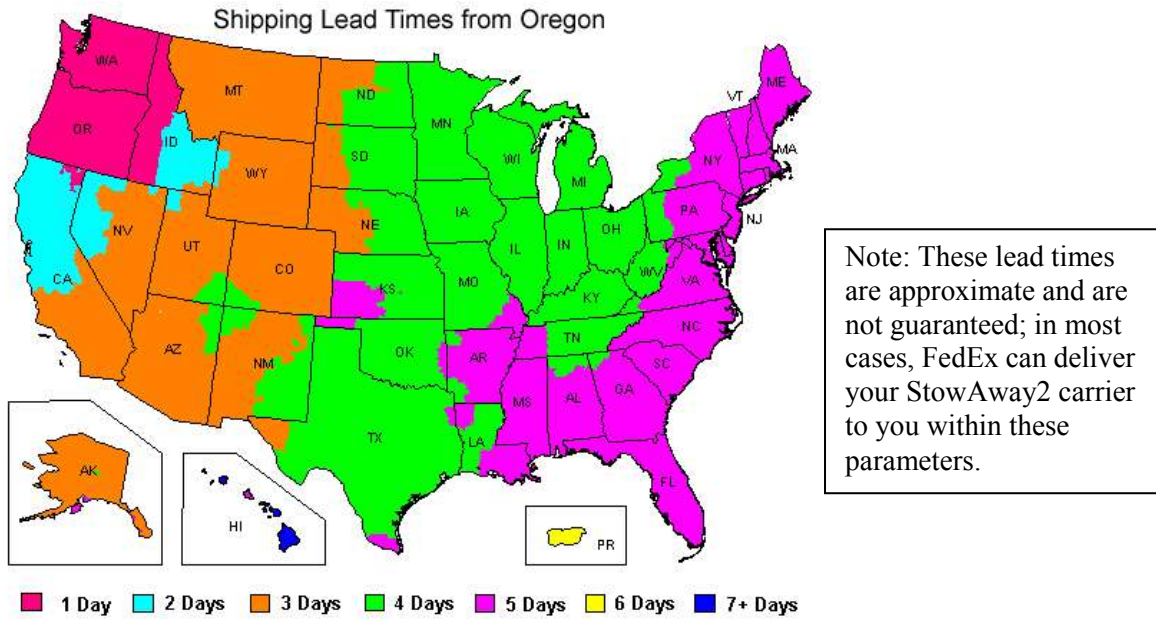 Shipping Lead Times from Oregon
WA
MT
ND
MN
VT
ME
OR
ID
SD
WI
MI
NY
MA
WY
IA
PA
NJ
NV
UT
NE
IL
IN
OH
CA
CO
KS
MO
WV
VA
KY
AZ
NM
OK
AR
TN
NC
SC
MS
AL
GA
TX
LA
FL
AK
HI
PR
Note: These lead times
are approximate and are
not guaranteed; in most
cases, FedEx can deliver
your StowAway2 carrier
to you within these
parameters.
1 Day
2 Days
3 Days
4 Days
5 Days
6 Days
7+ Days